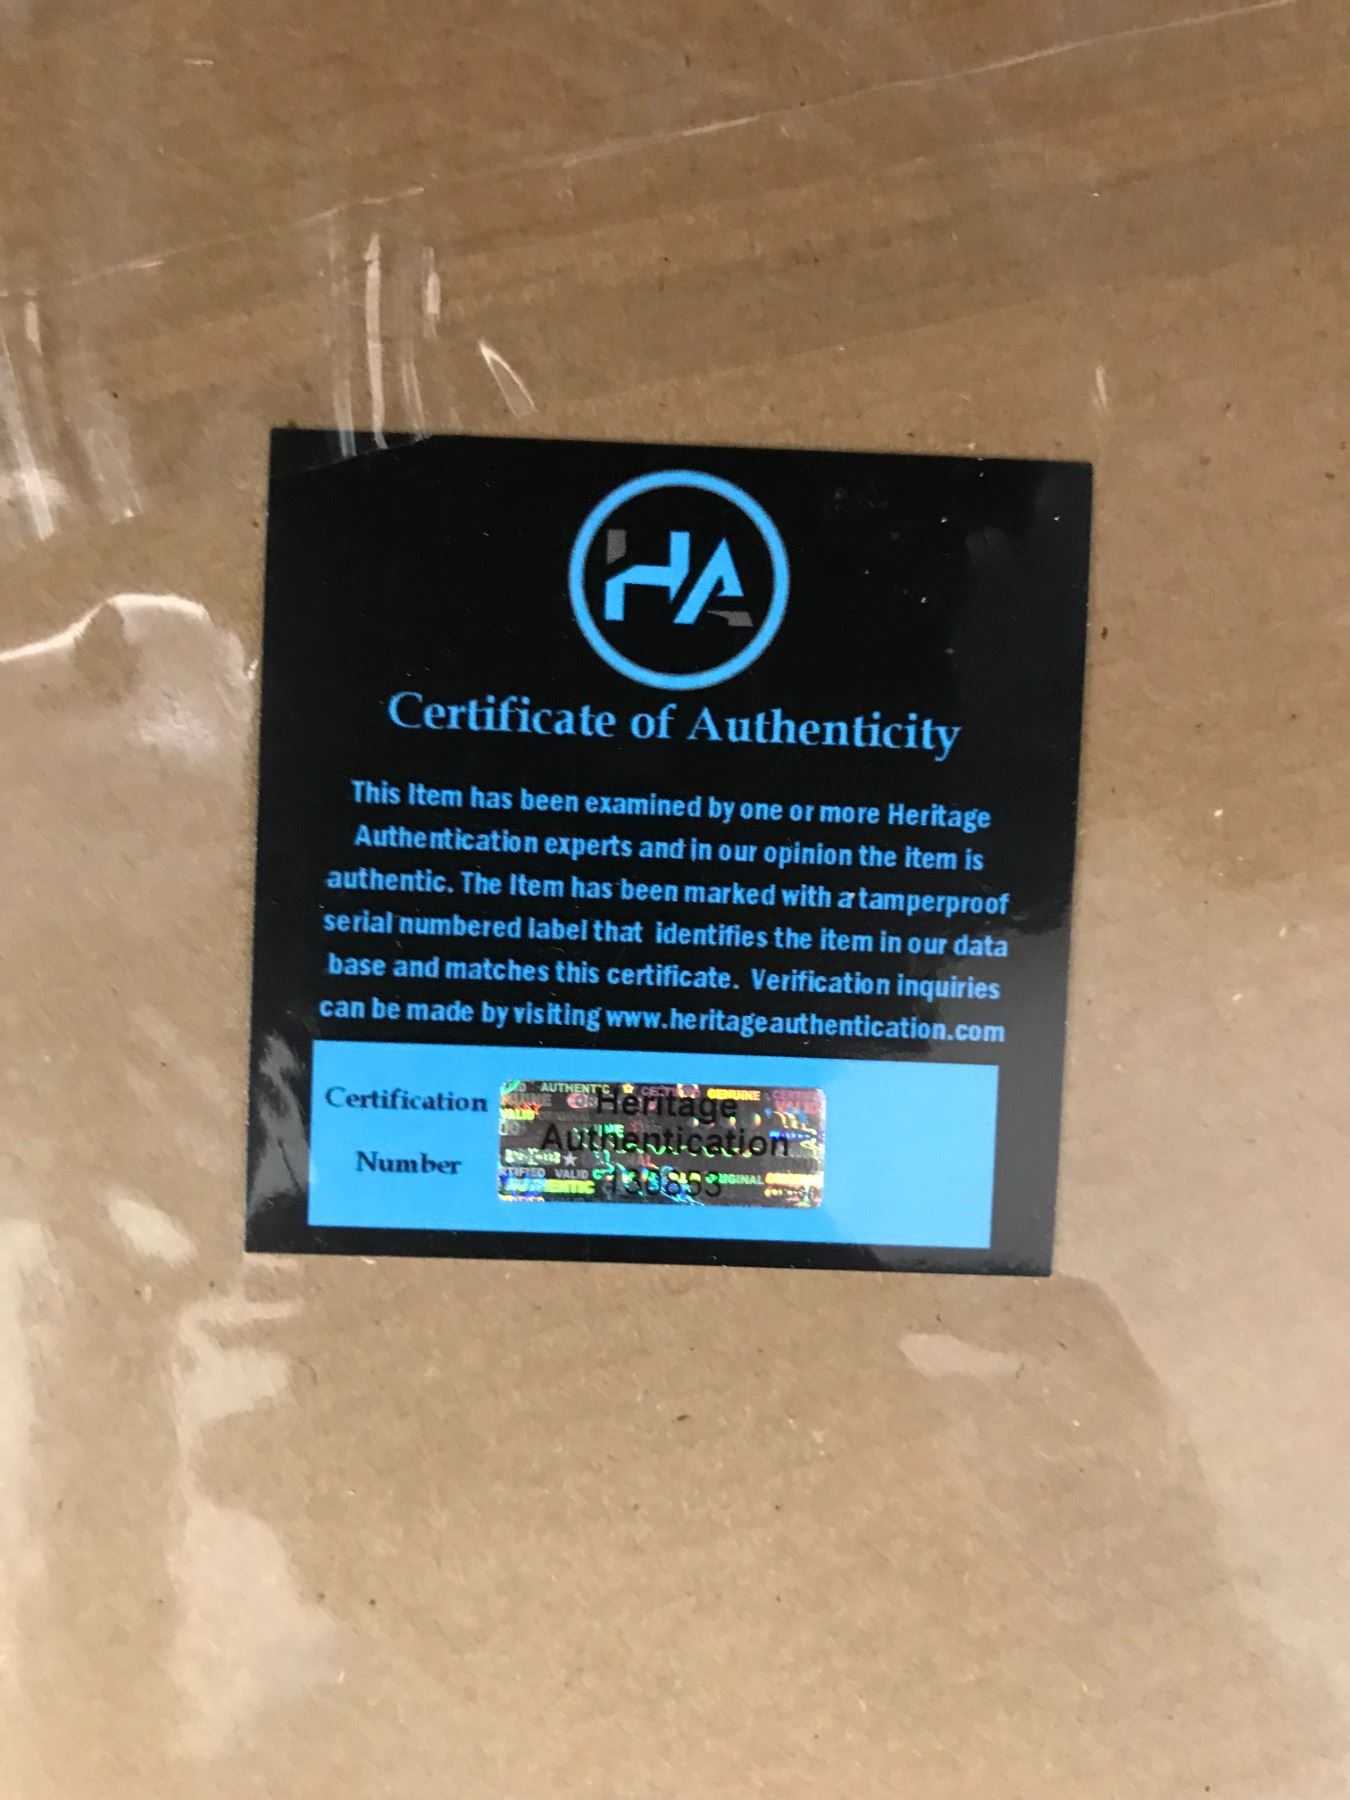 HA
Certificate of Authenticity
This Item has been examined by one or more Heritage
Authentication experts and in our opinion the item is
authentic. The Item has been marked with a tamperproof
serial numbered label that identifies the item in our data
base and matches this certificate. Verification inquiries
can be made by visiting www.heritageauthentication.com
Certification
Number
Heritage
Authentication
130853